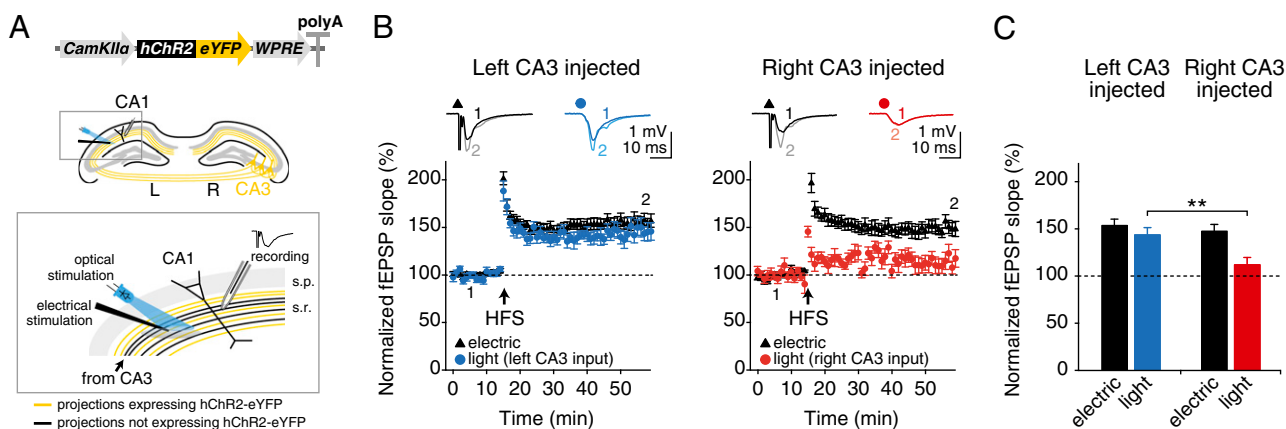 A
CamKIIα hChR2 eYFP WPRE
polyA
CA1
L R CA3
recording
CA1
optical
stimulation
electrical
stimulation
s.p.
s.r.
from CA3
projections expressing hChR2-eYFP
projections not expressing hChR2-eYFP
B
Left CA3 injected
1
2
1
2
1 mV
10 ms
Normalized fEPSP slope (%)
200
150
100
50
0
2
1
HFS
electric
light (left CA3 input)
0 10 20 30 40 50
Time (min)
Right CA3 injected
1
2
1
2
1 mV
10 ms
Normalized fEPSP slope (%)
200
150
100
50
0
2
1
HFS
electric
light (right CA3 input)
0 10 20 30 40 50
Time (min)
C
Left CA3
injected
Right CA3
injected
Normalized fEPSP slope (%)
200
150
100
50
0
**
electric
light
electric
light